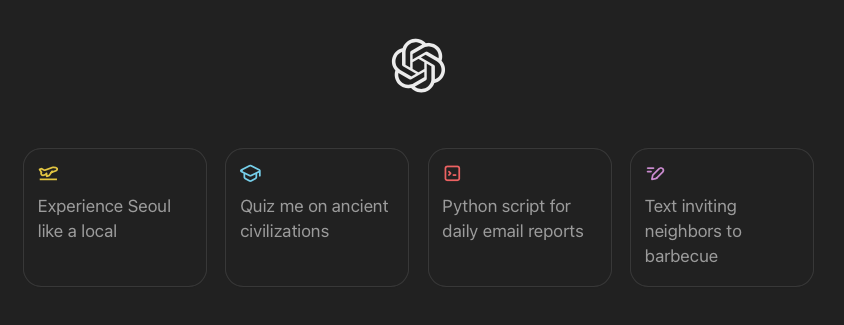 Experience Seoul
like a local
Quiz me on ancient
civilizations
Python script for
daily email reports
Text inviting
neighbors to
barbecue